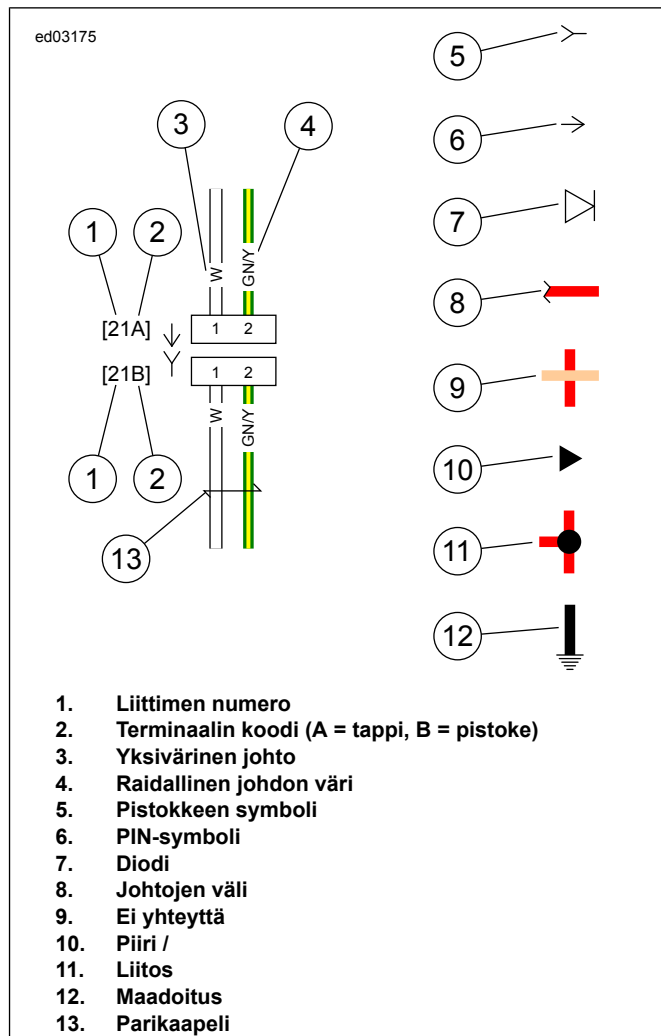 ed03175
5
3
4
6
1
2
7
W
GN/Y
8
[21A]
1 2
[21B]
1 2
9
W
GN/Y
1
2
10
13
11
12
1. Liittimen numero
2. Terminaalin koodi (A = tappi, B = pistoke)
3. Yksivärinen johto
4. Raidallinen johdon väri
5. Pistokkeen symboli
6. PIN-symboli
7. Diodi
8. Johtojen väli
9. Ei yhteyttä
10. Piiri /
11. Liitos
12. Maadoitus
13. Parikaapeli